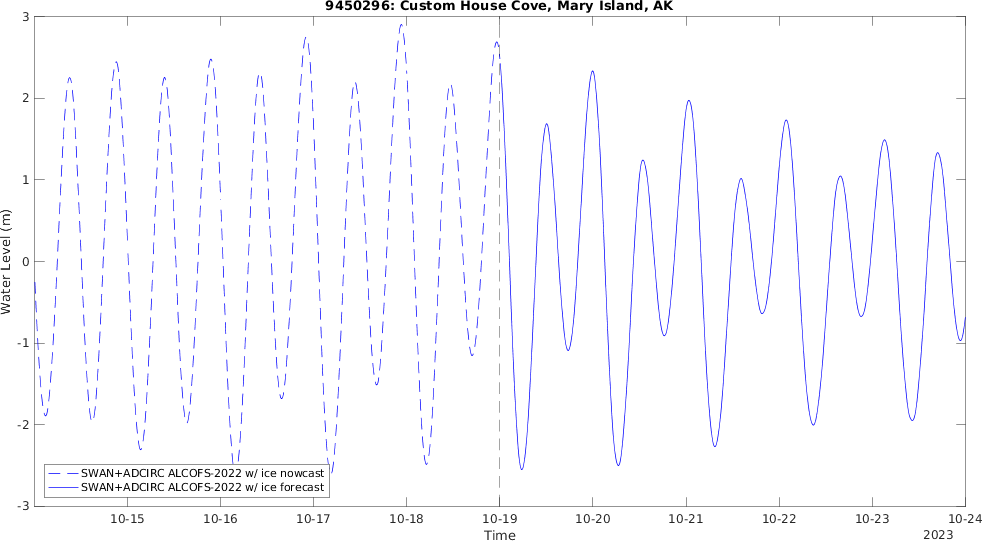 9450296: Custom House Cove, Mary Island, AK
3
2
1
0
-1
-2
-3
Water Level (m)
SWAN+ADCIRC ALCOFS-2022 w/ ice nowcast
SWAN+ADCIRC ALCOFS-2022 w/ ice forecast
10-15 10-16 10-17 10-18 10-19 10-20 10-21 10-22 10-23 10-24
Time
2023